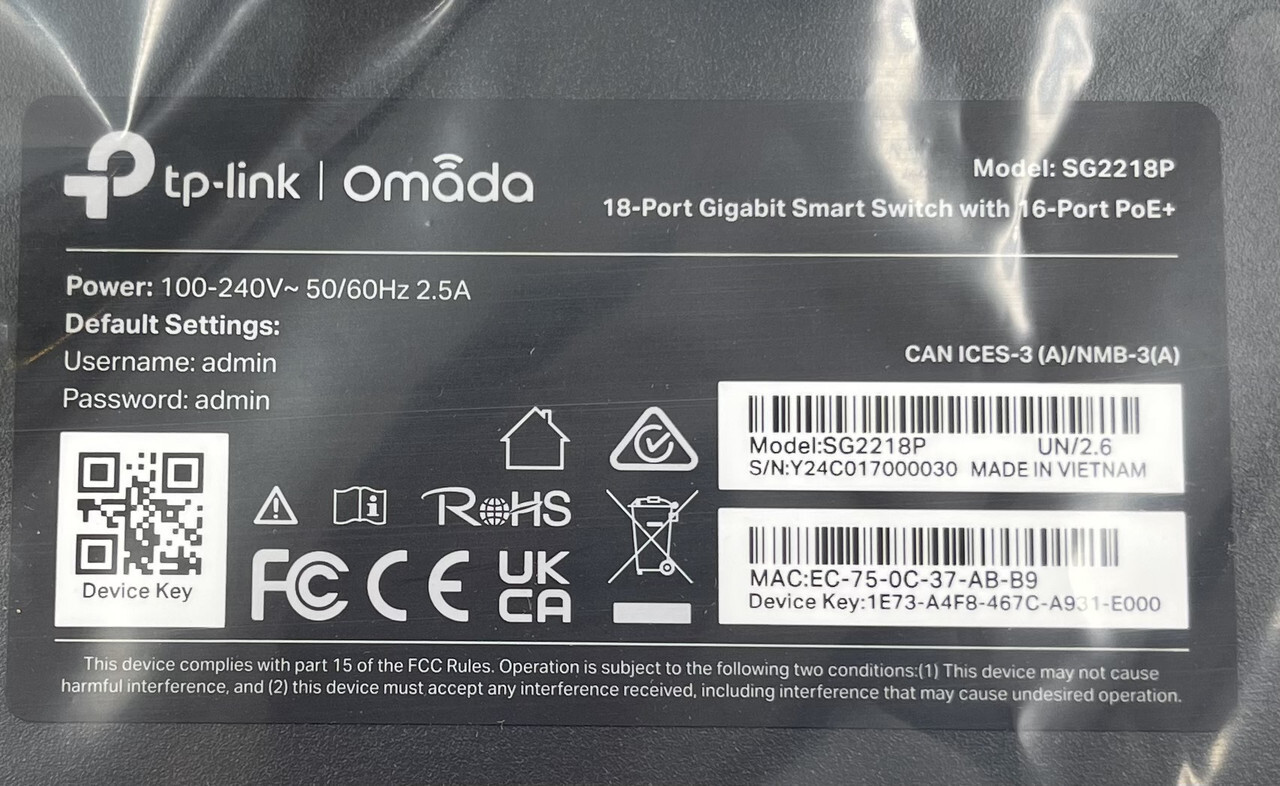 tp-link | omada
Model: SG2218P
18-Port Gigabit Smart Switch with 16-Port PoE+
Power: 100-240V~ 50/60Hz 2.5A
Default Settings:
Username: admin
Password: admin
CAN ICES-3 (A)/NMB-3(A)
Model:SG2218P UN/2.6
S/N:Y24C017000030 MADE IN VIETNAM
RoHS
FC CE UK
CA
MAC:EC-75-0C-37-AB-B9
Device Key:1E73-A4F8-467C-A931-E000
Device Key
This device complies with part 15 of the FCC Rules. Operation is subject to the following two conditions:(1) This device may not cause
harmful interference, and (2) this device must accept any interference received, including interference that may cause undesired operation.